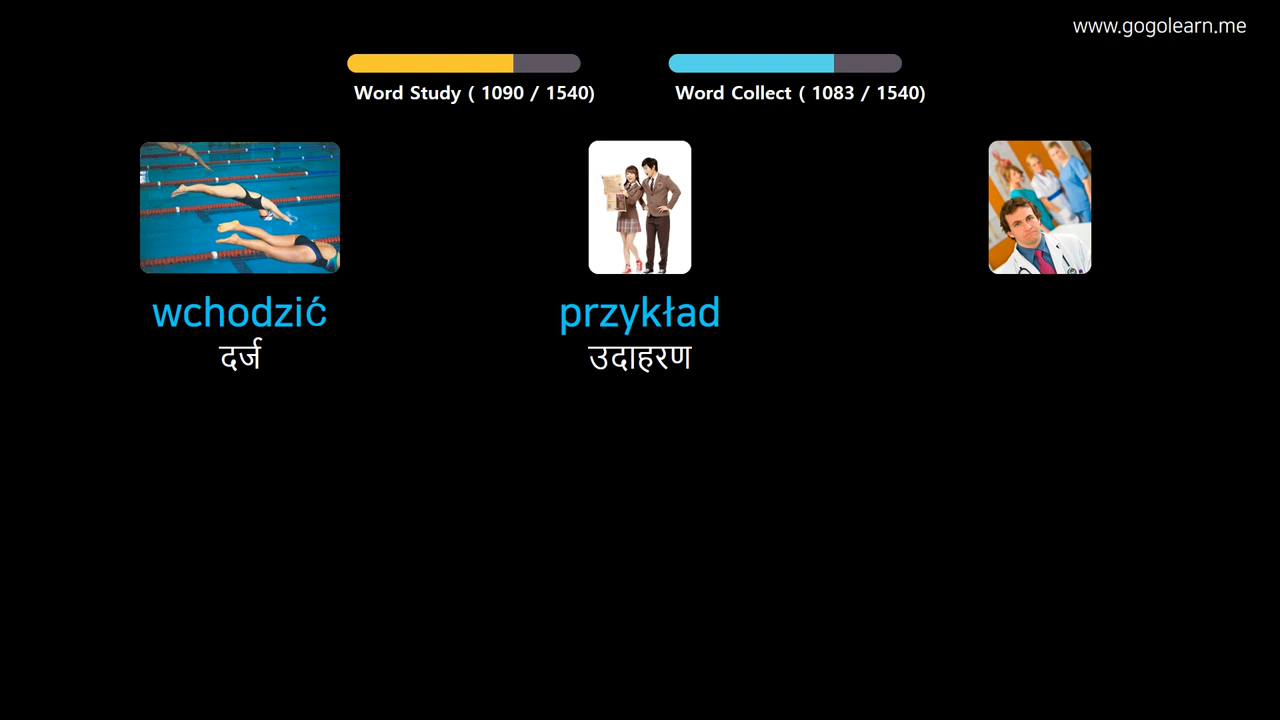 www.gogolearn.me
Word Study ( 1090 / 1540)
Word Collect ( 1083 / 1540)
wchodzić
दर्ज
przykład
उदाहरण